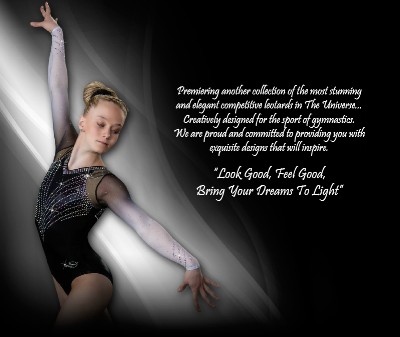 Premiering another collection of the most stunning
and elegant competitive leotards in The Universe...
Creatively designed for the sport of gymnastics.
We are proud and committed to providing you with
exquisite designs that will inspire.
"Look Good, Feel Good,
Bring Your Dreams To Light"